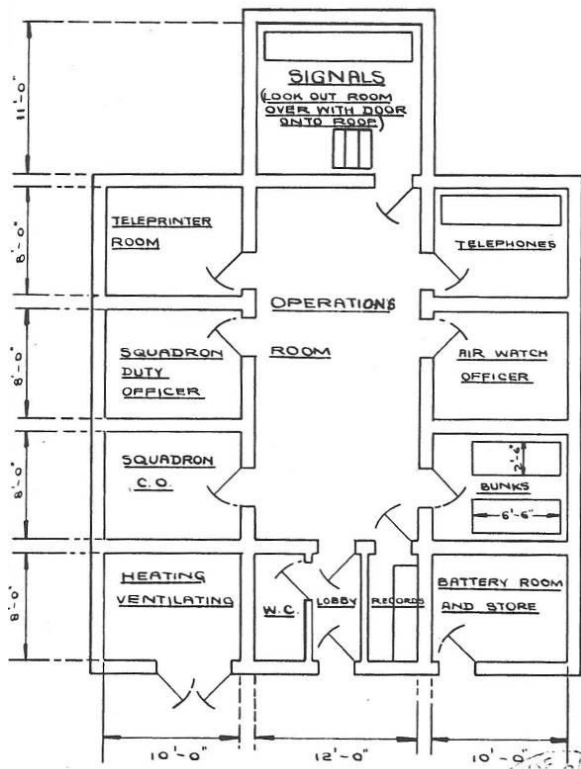 SIGNALS
(LOOK OUT ROOM
OVER WITH DOOR
ONTO ROOF)
11'-0"
TELEPRINTER
ROOM
TELEPHONES
8'-0"
OPERATIONS
ROOM
SQUADRON
DUTY
OFFICER
AIR WATCH
OFFICER
8'-0"
SQUADRON
C.O.
2'-6"
BUNKS
6'-6"
8'-0"
HEATING
VENTILATING
W.C.
LOBBY
RECORDS
BATTERY ROOM
AND STORE
8'-0"
10'-0"
12'-0"
10'-0"